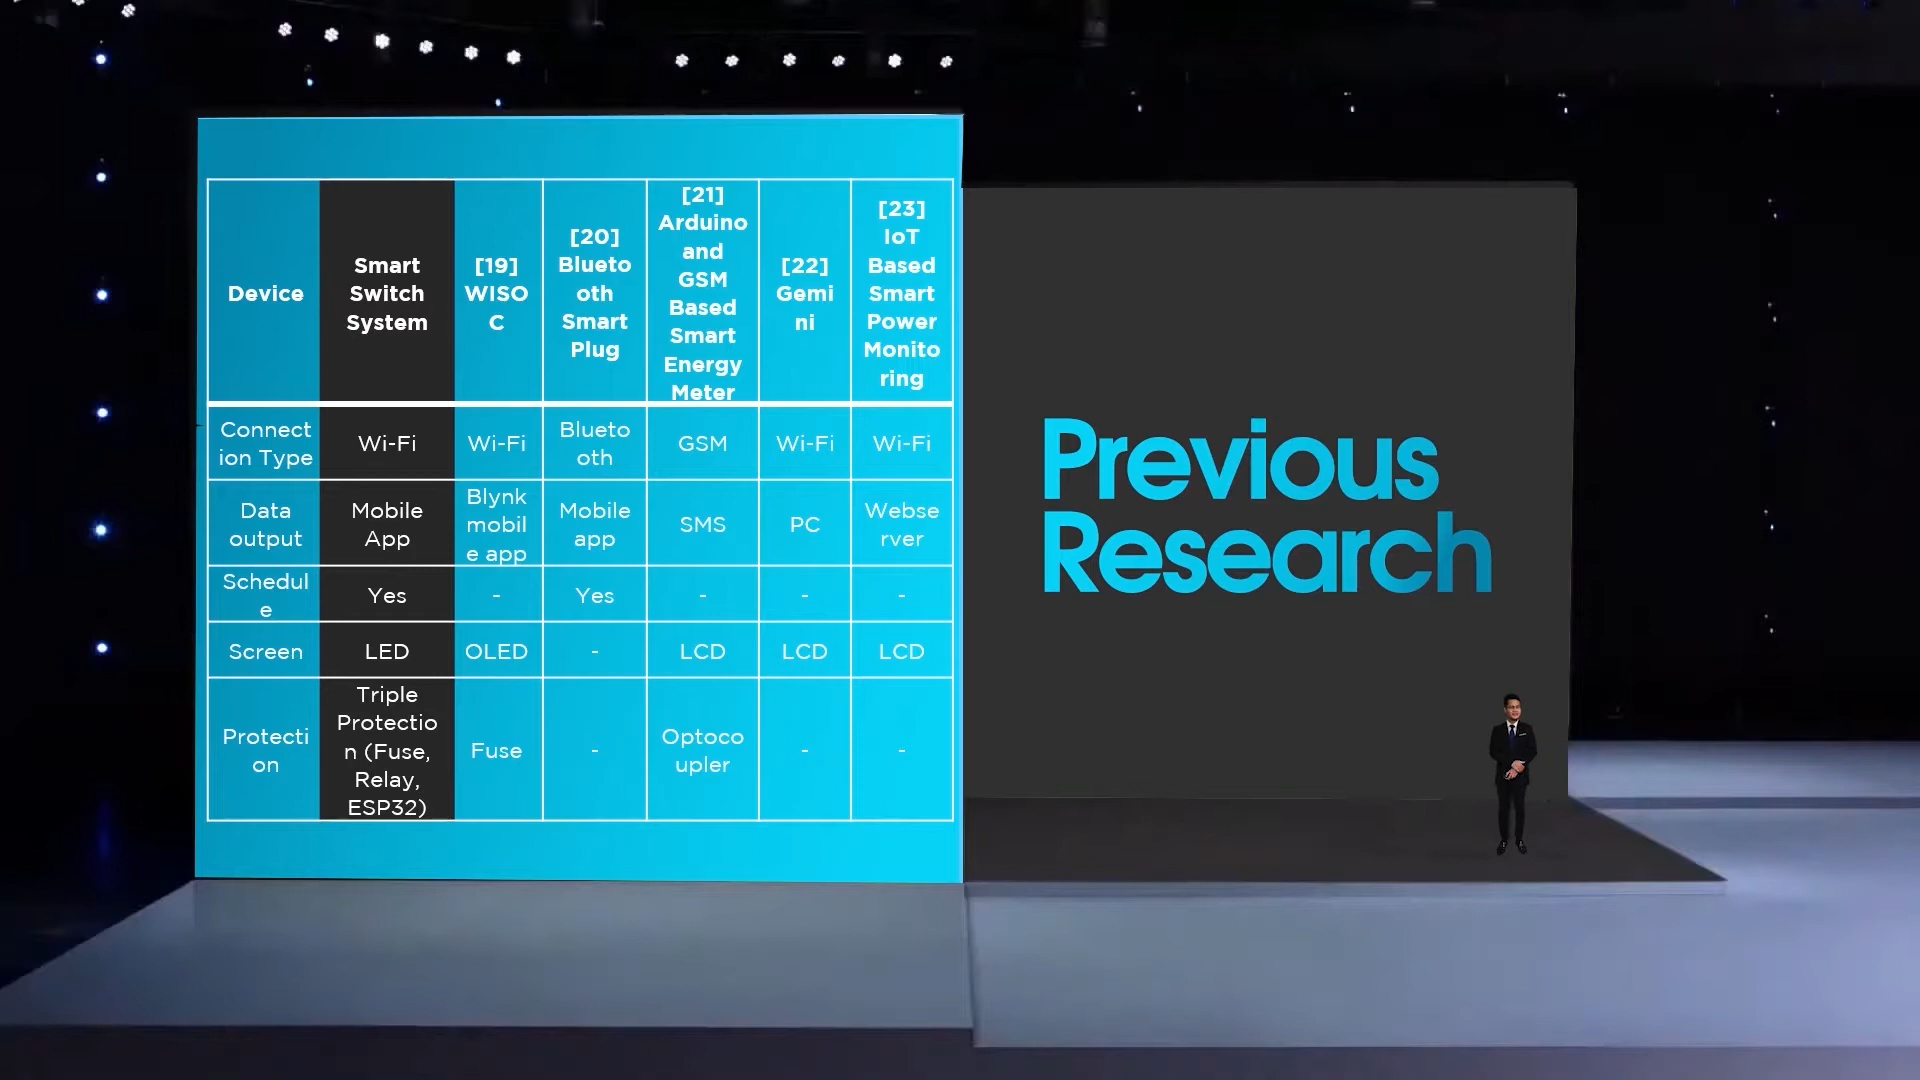 Device
Smart
Switch
System
[19]
WISO
C
[20]
Blueto
oth
Smart
Plug
[21]
Arduino
and
GSM
Based
Smart
Energy
Meter
[22]
Gemi
ni
[23]
IoT
Based
Smart
Power
Monito
ring
Connect
ion Type
Wi-Fi
Wi-Fi
Blueto
oth
GSM
Wi-Fi
Wi-Fi
Data
output
Mobile
App
Blynk
mobil
e app
Mobile
app
SMS
PC
Webse
rver
Schedul
e
Yes
-
Yes
-
-
-
Screen
LED
OLED
-
LCD
LCD
LCD
Protecti
on
Triple
Protectio
n (Fuse,
Relay,
ESP32)
Fuse
-
Optoco
upler
-
-
Previous
Research